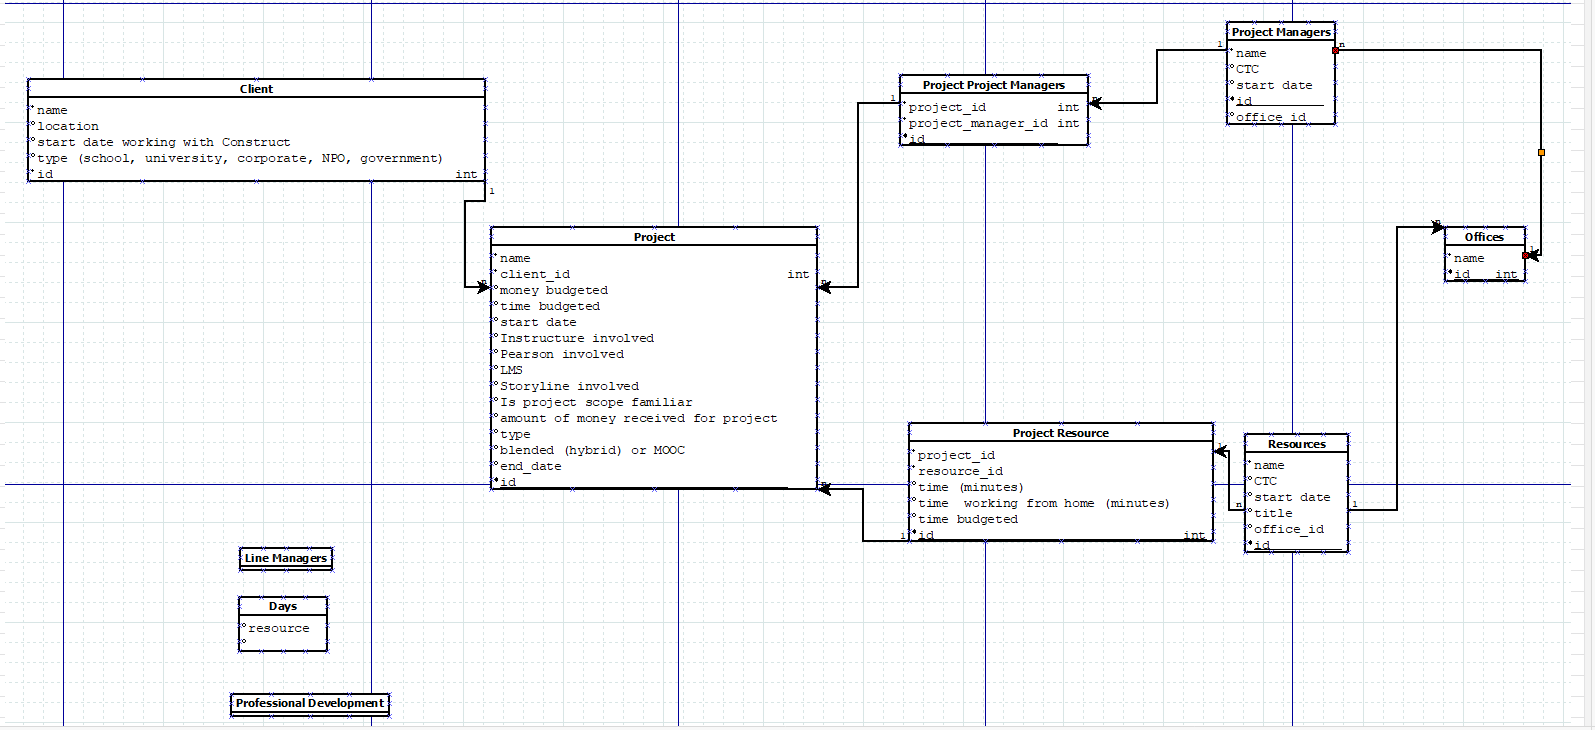 Client
name
location
start date working with Construct
type (school, university, corporate, NPO, government)
id int
1
Project Project Managers
1
project_id int
project_manager_id int
id
n
Project Managers
1
n
name
CTC
start date
id
office_id
Offices
n
name
1
id int
Project
name
client_id int
n
money budgeted
n
time budgeted
start date
Instructure involved
Pearson involved
LMS
Storyline involved
Is project scope familiar
amount of money received for project
type
blended (hybrid) or MOOC
end_date
id
n
Project Resource
project_id
resource_id
time (minutes)
time  working from home (minutes)
time budgeted
1
id int
Resources
1
name
CTC
start date
n
title
1
office_id
id
Line Managers
Days
resource
Professional Development